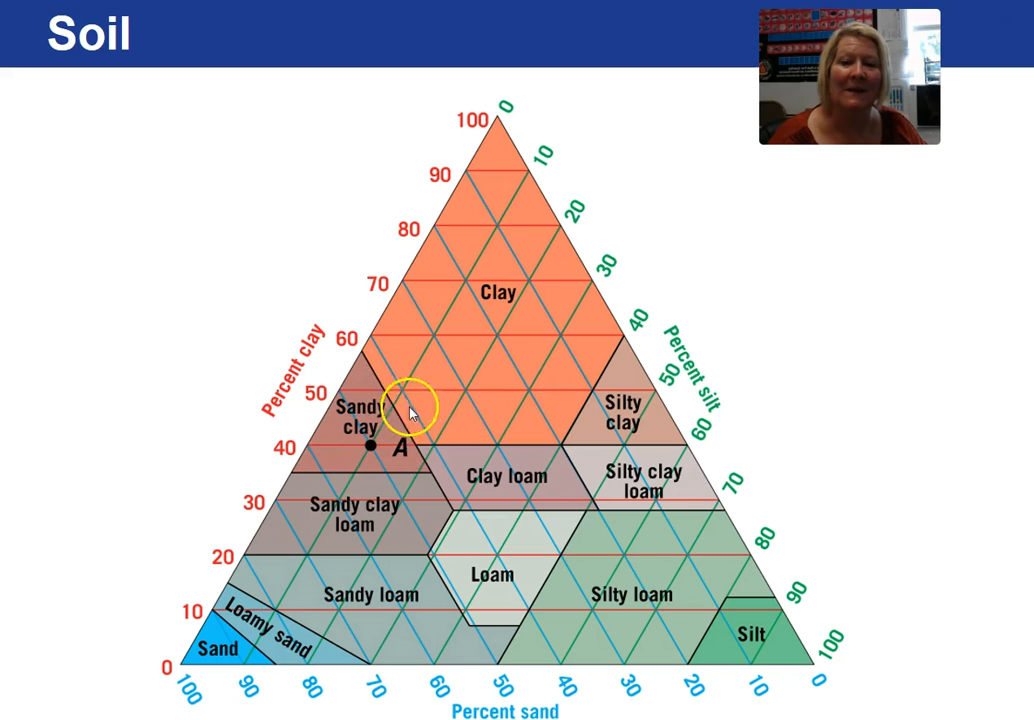 Soil
100
0
90
10
80
20
70
30
Clay
60
40
Percent clay
Percent silt
50
50
Sandy
clay
Silty
clay
40
A
60
Clay loam
Silty clay
loam
30
70
Sandy clay
loam
20
80
Loam
Sandy loam
Silty loam
10
90
Loamy sand
Sand
Silt
0
100
100
90
80
70
60
50
40
30
20
10
0
Percent sand